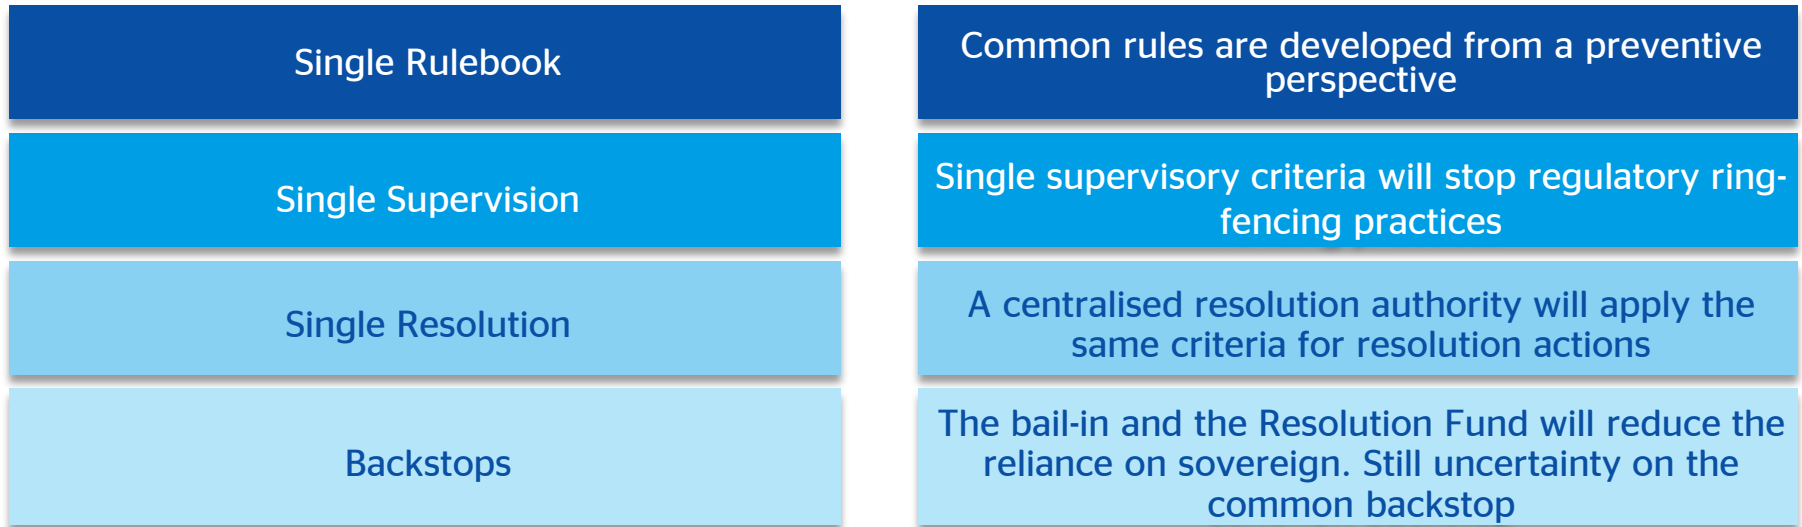 Single Rulebook
Common rules are developed from a preventive
perspective
Single Supervision
Single supervisory criteria will stop regulatory ring-
fencing practices
Single Resolution
A centralised resolution authority will apply the
same criteria for resolution actions
Backstops
The bail-in and the Resolution Fund will reduce the
reliance on sovereign. Still uncertainty on the
common backstop